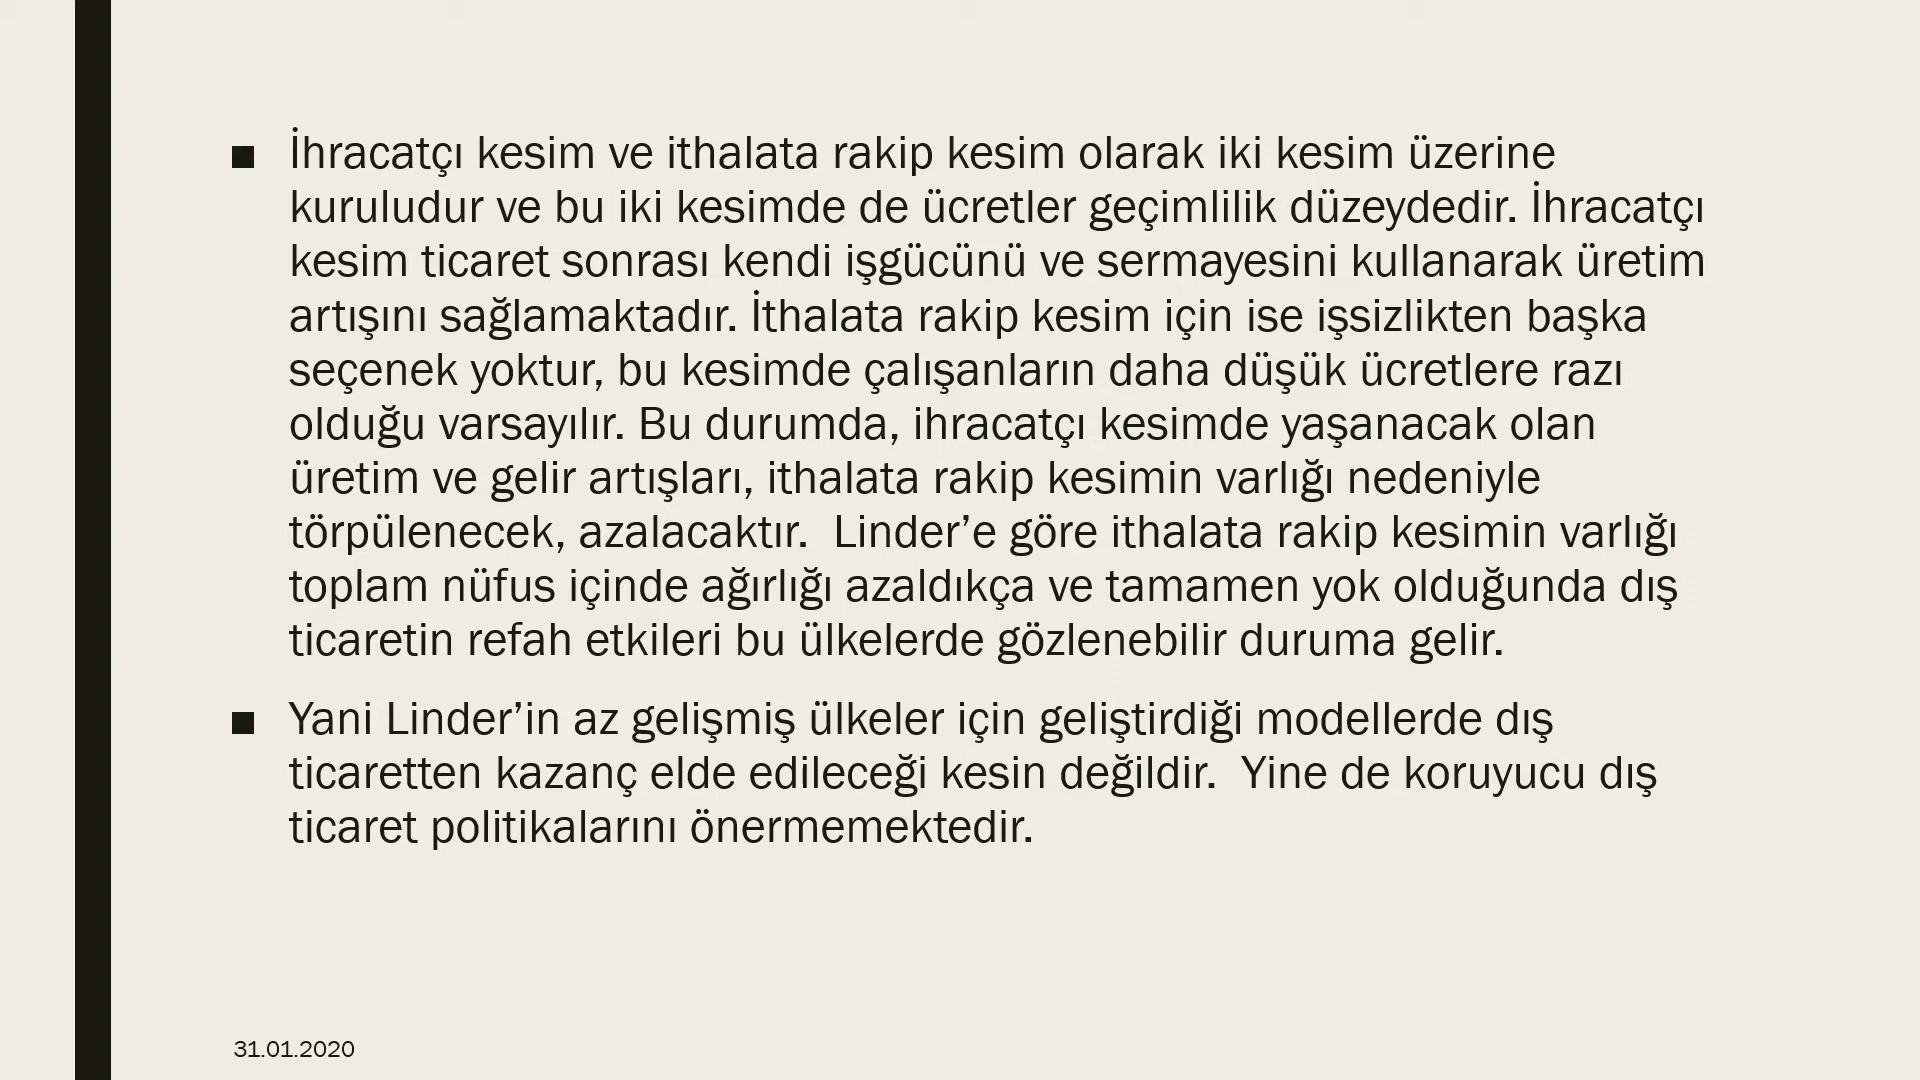 ■ İhracatçı kesim ve ithalata rakip kesim olarak iki kesim üzerine
kuruludur ve bu iki kesimde de ücretler geçimlilik düzeydedir. İhracatçı
kesim ticaret sonrası kendi işgücünü ve sermayesini kullanarak üretim
artışını sağlamaktadır. İthalata rakip kesim için ise işsizlikten başka
seçenek yoktur, bu kesimde çalışanların daha düşük ücretlere razı
olduğu varsayılır. Bu durumda, ihracatçı kesimde yaşanacak olan
üretim ve gelir artışları, ithalata rakip kesimin varlığı nedeniyle
törpülenecek, azalacaktır.  Linder’e göre ithalata rakip kesimin varlığı
toplam nüfus içinde ağırlığı azaldıkça ve tamamen yok olduğunda dış
ticaretin refah etkileri bu ülkelerde gözlenebilir duruma gelir.
■ Yani Linder’in az gelişmiş ülkeler için geliştirdiği modellerde dış
ticaretten kazanç elde edileceği kesin değildir.  Yine de koruyucu dış
ticaret politikalarını önermemektedir.
31.01.2020